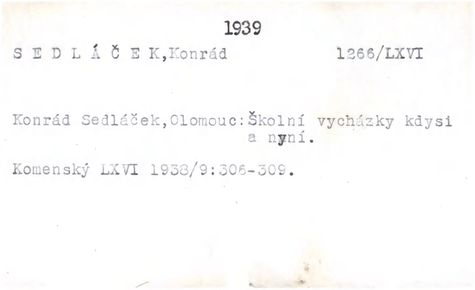 1939
S E D L Á Č E K,Konrád 1266/LXVI
Konrád Sedláček,Olomouc:Školní vycházky kdysi
a nyní.
Komenský LXVI 1938/9:306-309.